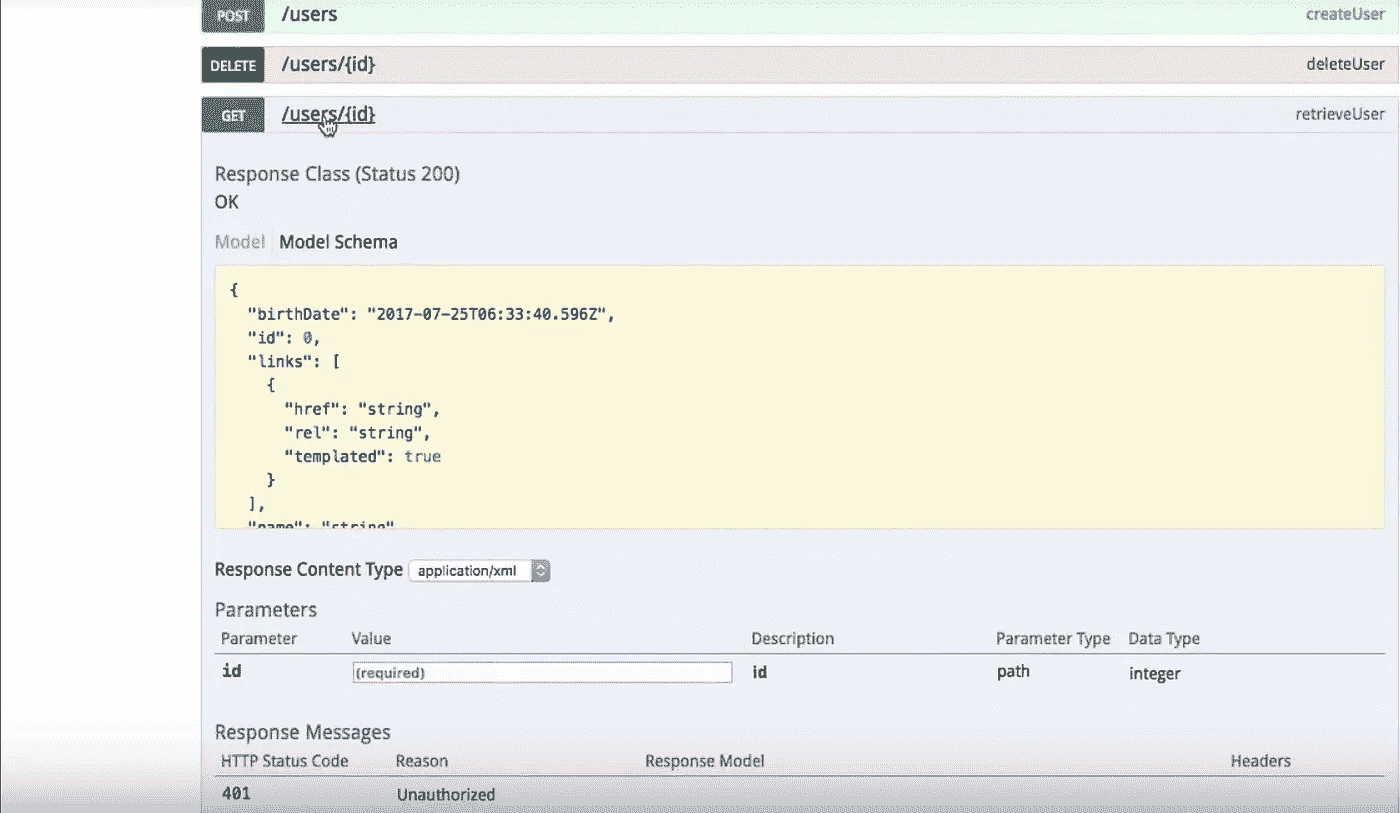 POST /users createUser
DELETE /users/{id} deleteUser
GET /users/{id} retrieveUser
Response Class (Status 200)
OK
Model Model Schema
{
"birthDate": "2017-07-25T06:33:40.596Z",
"id": 0,
"links": [
{
"href": "string",
"rel": "string",
"templated": true
}
],
"name": "string"
Response Content Type application/xml
Parameters
Parameter Value Description Parameter Type Data Type
id (required) id path integer
Response Messages
HTTP Status Code Reason Response Model Headers
401 Unauthorized